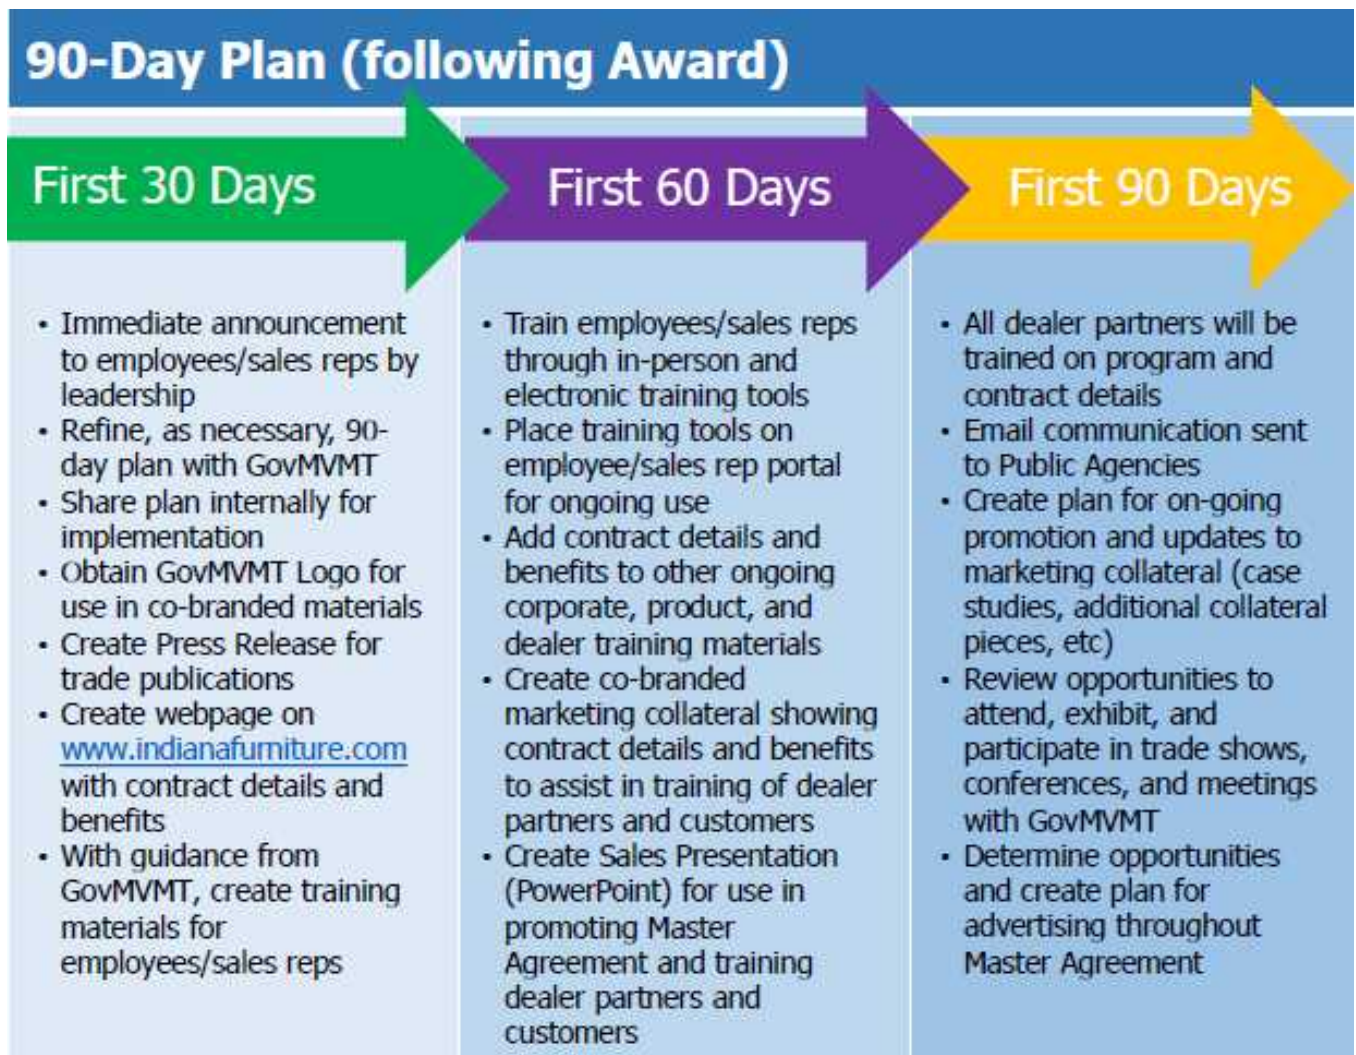 90-Day Plan (following Award)
First 30 Days
• Immediate announcement
to employees/sales reps by
leadership
• Refine, as necessary, 90-
day plan with GovMVMT
• Share plan internally for
implementation
• Obtain GovMVMT Logo for
use in co-branded materials
• Create Press Release for
trade publications
• Create webpage on
www.indianafurniture.com
with contract details and
benefits
• With guidance from
GovMVMT, create training
materials for
employees/sales reps
First 60 Days
• Train employees/sales reps
through in-person and
electronic training tools
• Place training tools on
employee/sales rep portal
for ongoing use
• Add contract details and
benefits to other ongoing
corporate, product, and
dealer training materials
• Create co-branded
marketing collateral showing
contract details and benefits
to assist in training of dealer
partners and customers
• Create Sales Presentation
(PowerPoint) for use in
promoting Master
Agreement and training
dealer partners and
customers
First 90 Days
• All dealer partners will be
trained on program and
contract details
• Email communication sent
to Public Agencies
• Create plan for on-going
promotion and updates to
marketing collateral (case
studies, additional collateral
pieces, etc)
• Review opportunities to
attend, exhibit, and
participate in trade shows,
conferences, and meetings
with GovMVMT
• Determine opportunities
and create plan for
advertising throughout
Master Agreement